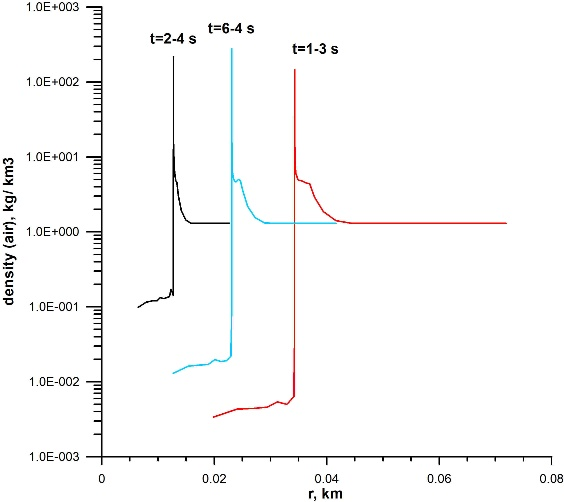 1.0E+003
t=2-4 s
t=6-4 s
t=1-3 s
1.0E+002
1.0E+001
1.0E+000
1.0E-001
1.0E-002
1.0E-003
density (air), kg/ km3
0
0.02
0.04
0.06
0.08
r, km